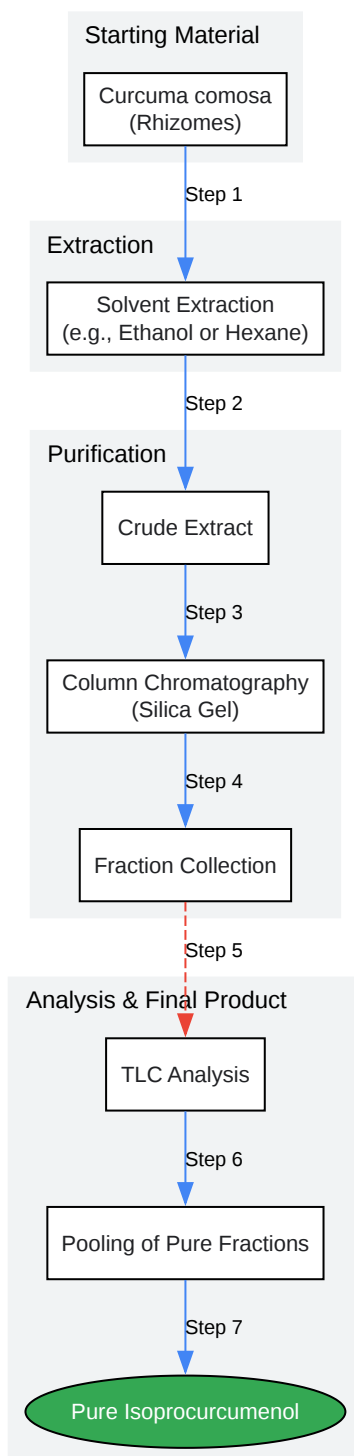 Starting Material
Curcuma comosa
(Rhizomes)
Step 1
Extraction
Solvent Extraction
(e.g., Ethanol or Hexane)
Step 2
Purification
Crude Extract
Step 3
Column Chromatography
(Silica Gel)
Step 4
Fraction Collection
Step 5
Analysis & Final Product
TLC Analysis
Step 6
Pooling of Pure Fractions
Step 7
Pure Isoprocurcumenol